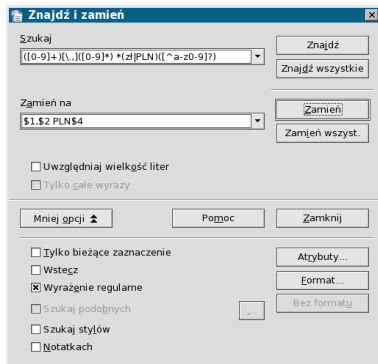 Znajdź i zamień
Szukaj
([0-9]+)[\.,]([0-9]*) *(zł|PLN)([^a-z0-9]?)
Znajdź
Znajdź wszystkie
Zamień na
$1,$2 PLN$4
Zamień
Zamień wszyst.
Uwzględniaj wielkość liter
Tylko całe wyrazy
Mniej opcji
Pomoc
Zamknij
Tylko bieżące zaznaczenie
Wstecz
Wyrażenie regularne
Szukaj podobnych
...
Szukaj stylów
Notatkach
Atrybuty...
Format...
Bez formatu